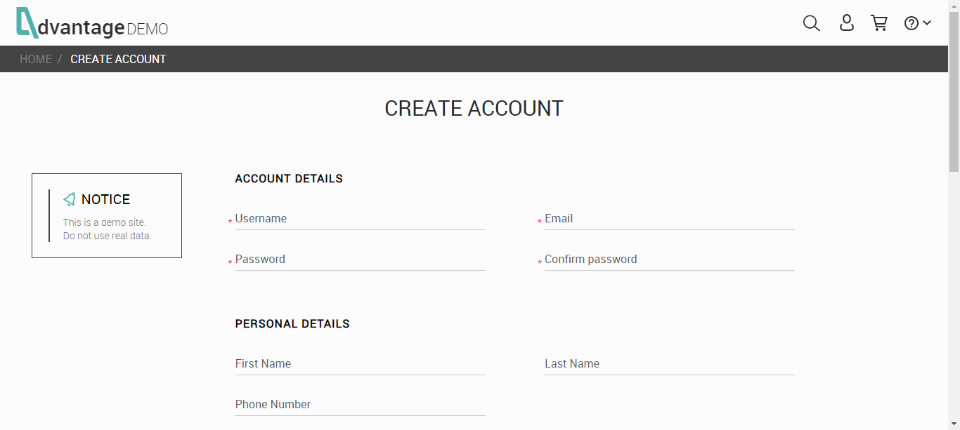 dvantage DEMO
HOME / CREATE ACCOUNT
CREATE ACCOUNT
NOTICE
This is a demo site.
Do not use real data.
ACCOUNT DETAILS
* Username
* Email
* Password
* Confirm password
PERSONAL DETAILS
First Name
Last Name
Phone Number